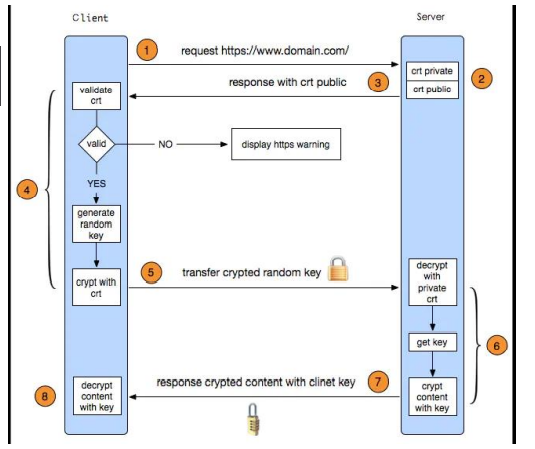 Client
Server
1
request https://www.domain.com/
crt private
crt public
2
response with crt public
3
validate
crt
valid
NO
display https warning
YES
4
generate
random
key
crypt with
crt
5
transfer crypted random key
decrypt
with
private
crt
get key
6
crypt
content
with key
7
response crypted content with clinet key
8
decrypt
content
with key